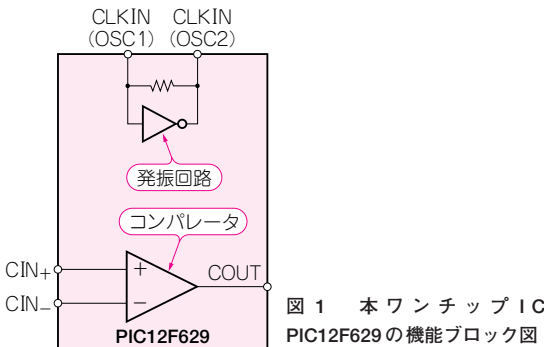 CLKIN CLKIN
(OSC1) (OSC2)
発振回路
コンパレータ
CIN+
+
COUT
CIN−
−
PIC12F629
図1 本ワンチップIC
PIC12F629の機能ブロック図